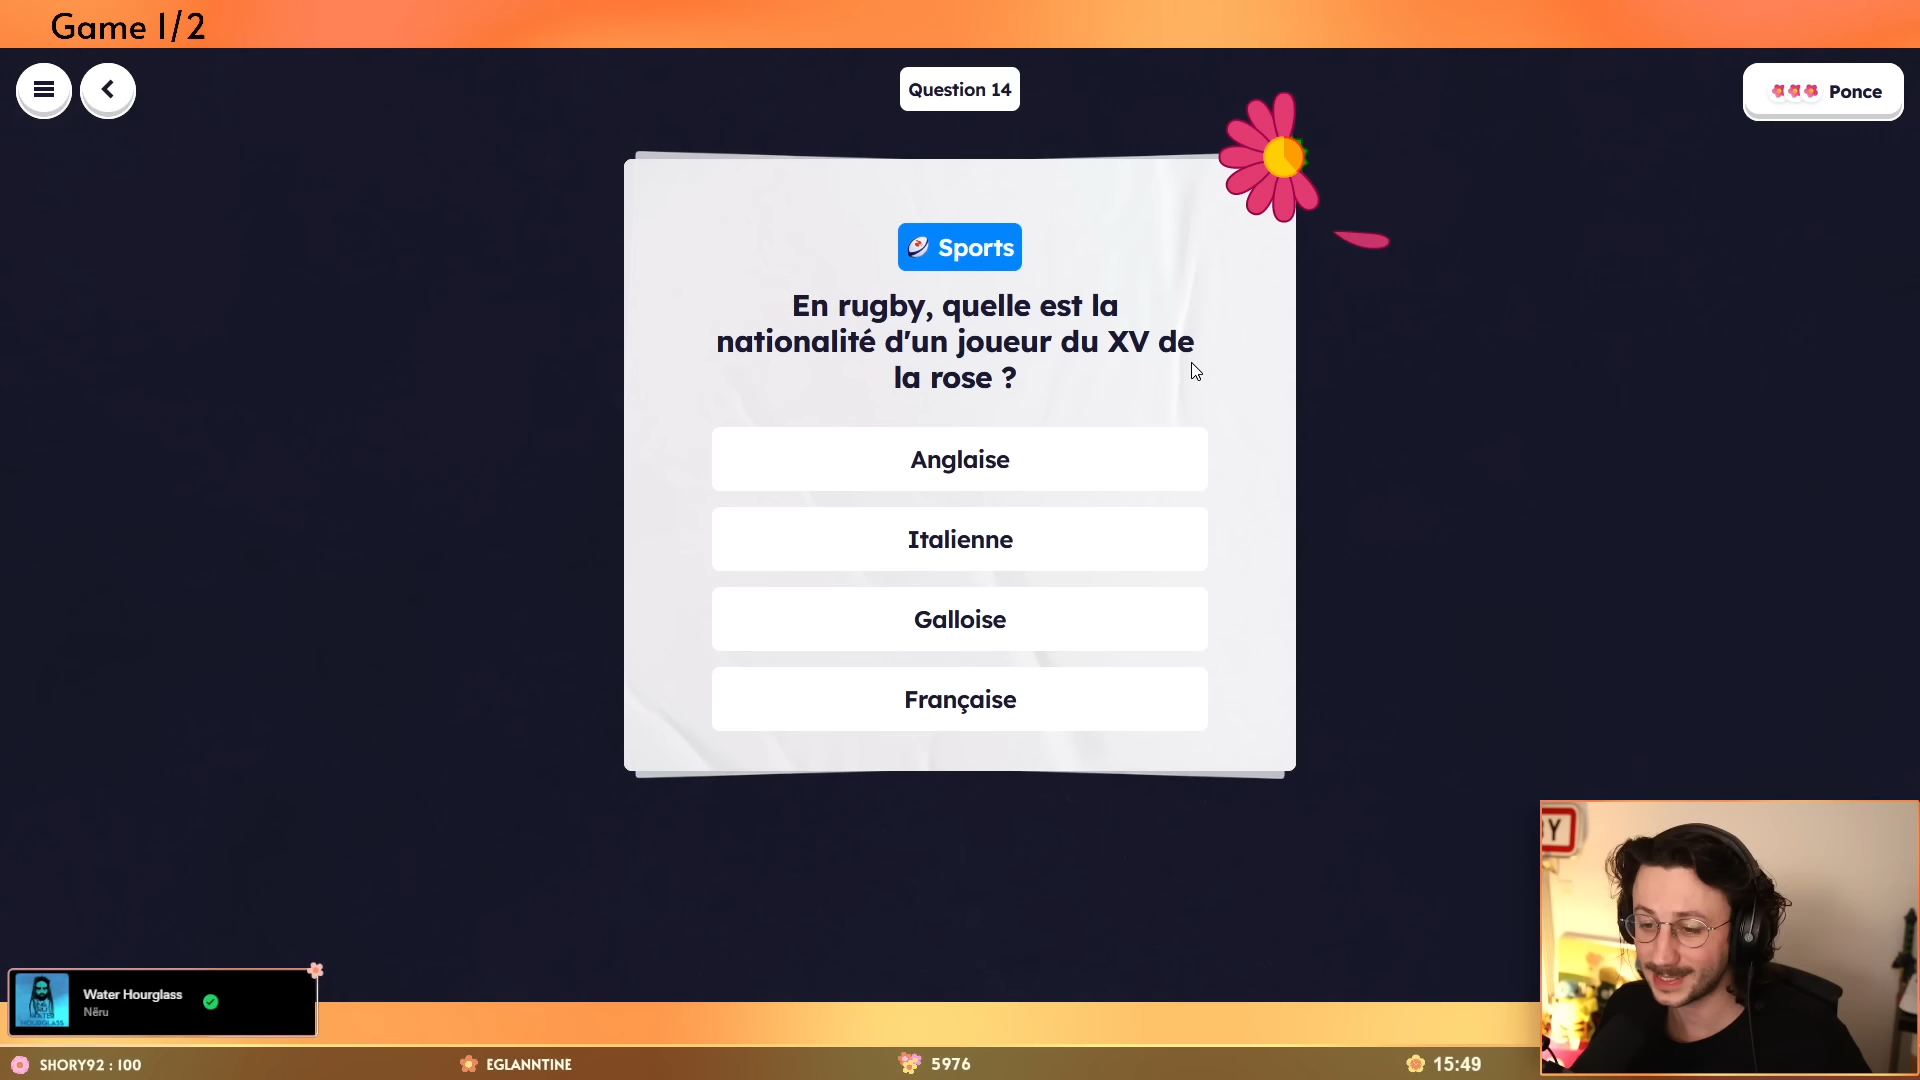 Game 1/2
Question 14
Ponce
Sports
En rugby, quelle est la
nationalité d'un joueur du XV de
la rose ?
Anglaise
Italienne
Galloise
Française
Y
Water Hourglass
Nëru
SHORY92 : 100
EGLANNTINE
5976
15:49